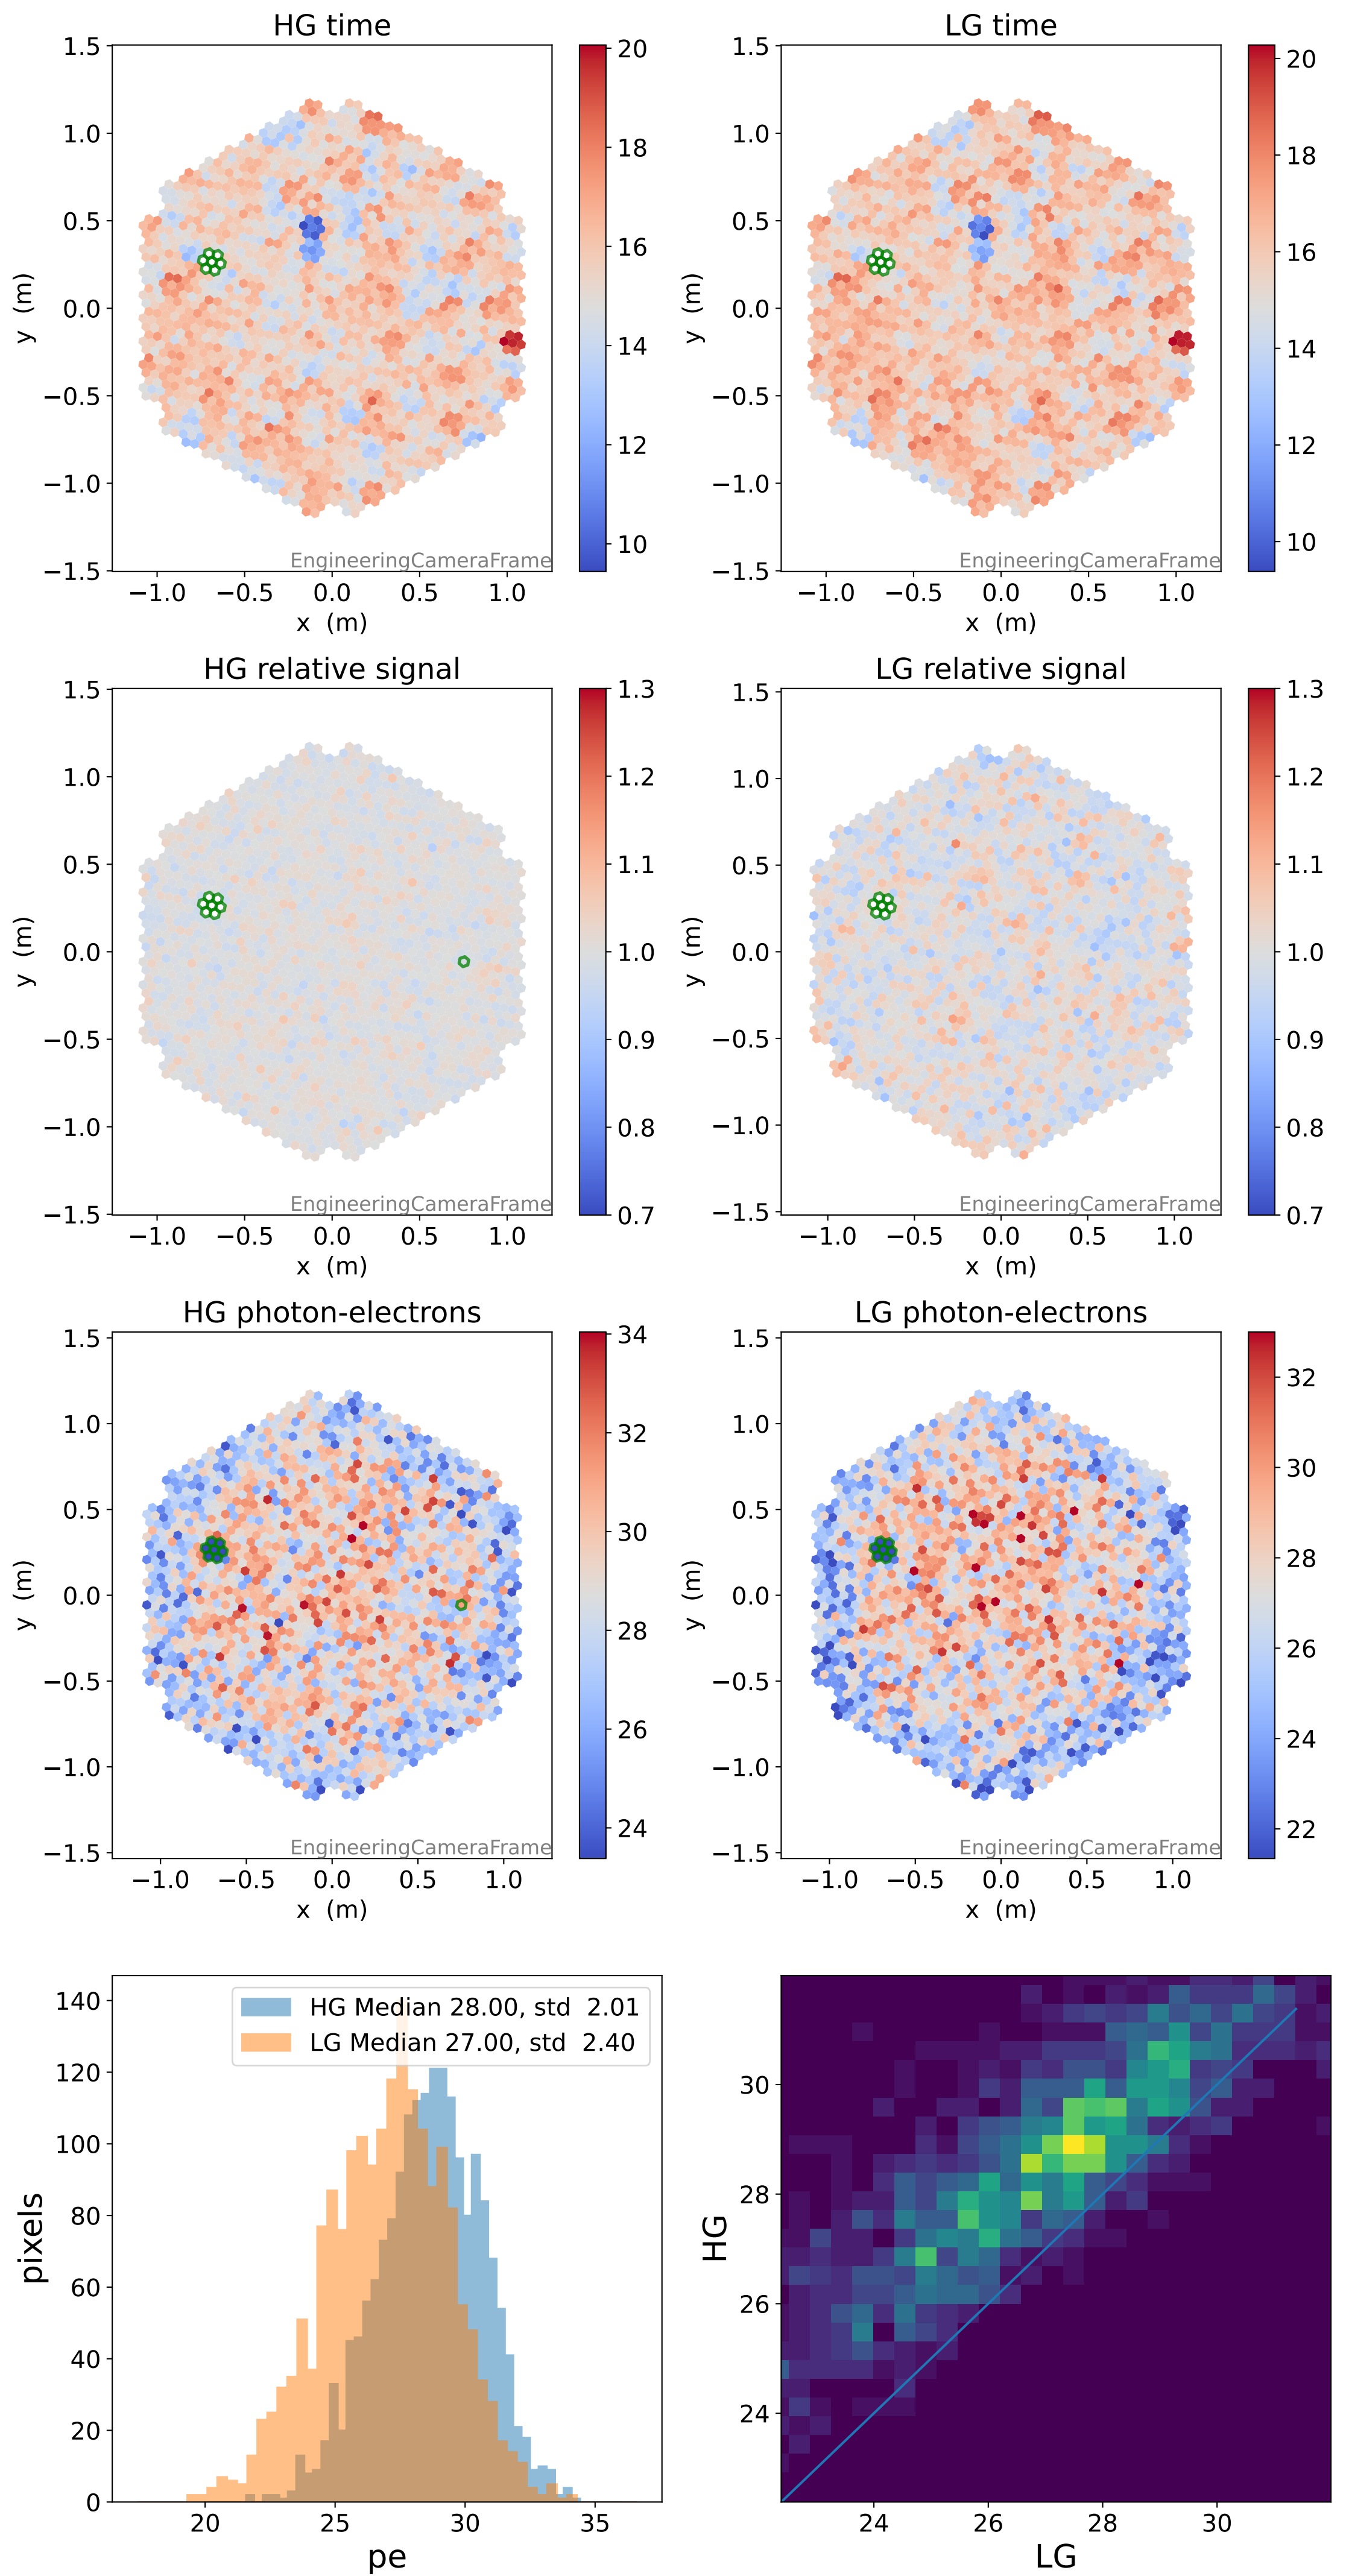 HG time
LG time
1.5
1.0
0.5
0.0
−0.5
−1.0
−1.5
y (m)
−1.0 −0.5 0.0 0.5 1.0
x (m)
EngineeringCameraFrame
20
18
16
14
12
10
1.5
1.0
0.5
0.0
−0.5
−1.0
−1.5
y (m)
−1.0 −0.5 0.0 0.5 1.0
x (m)
EngineeringCameraFrame
20
18
16
14
12
10
HG relative signal
LG relative signal
1.5
1.0
0.5
0.0
−0.5
−1.0
−1.5
y (m)
−1.0 −0.5 0.0 0.5 1.0
x (m)
EngineeringCameraFrame
1.3
1.2
1.1
1.0
0.9
0.8
0.7
1.5
1.0
0.5
0.0
−0.5
−1.0
−1.5
y (m)
−1.0 −0.5 0.0 0.5 1.0
x (m)
EngineeringCameraFrame
1.3
1.2
1.1
1.0
0.9
0.8
0.7
HG photon-electrons
LG photon-electrons
1.5
1.0
0.5
0.0
−0.5
−1.0
−1.5
y (m)
−1.0 −0.5 0.0 0.5 1.0
x (m)
EngineeringCameraFrame
34
32
30
28
26
24
1.5
1.0
0.5
0.0
−0.5
−1.0
−1.5
y (m)
−1.0 −0.5 0.0 0.5 1.0
x (m)
EngineeringCameraFrame
32
30
28
26
24
22
HG Median 28.00, std 2.01
LG Median 27.00, std 2.40
140
120
100
80
60
40
20
0
pixels
20 25 30 35
pe
30
28
26
24
HG
24 26 28 30
LG